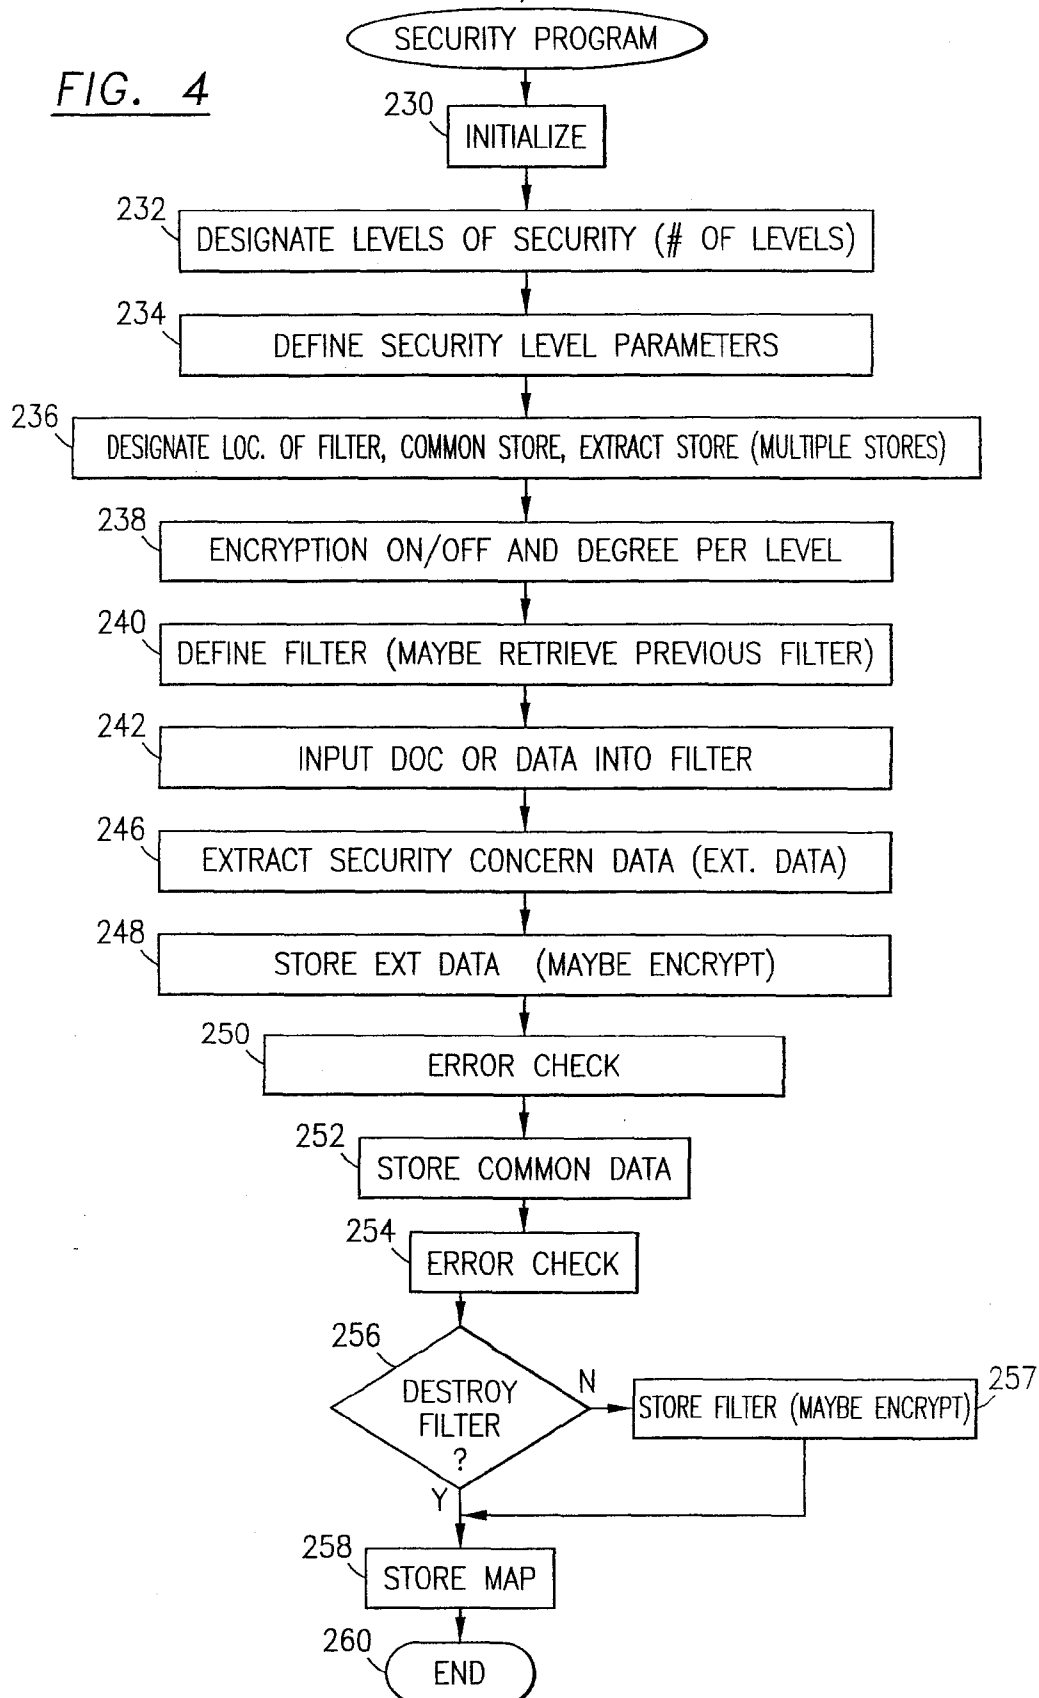 SECURITY PROGRAM
FIG. 4
230
INITIALIZE
232
DESIGNATE LEVELS OF SECURITY (# OF LEVELS)
234
DEFINE SECURITY LEVEL PARAMETERS
236
DESIGNATE LOC. OF FILTER, COMMON STORE, EXTRACT STORE (MULTIPLE STORES)
238
ENCRYPTION ON/OFF AND DEGREE PER LEVEL
240
DEFINE FILTER (MAYBE RETRIEVE PREVIOUS FILTER)
242
INPUT DOC OR DATA INTO FILTER
246
EXTRACT SECURITY CONCERN DATA (EXT. DATA)
248
STORE EXT DATA (MAYBE ENCRYPT)
250
ERROR CHECK
252
STORE COMMON DATA
254
ERROR CHECK
256
DESTROY
FILTER
?
N
STORE FILTER (MAYBE ENCRYPT)
257
Y
258
STORE MAP
260
END